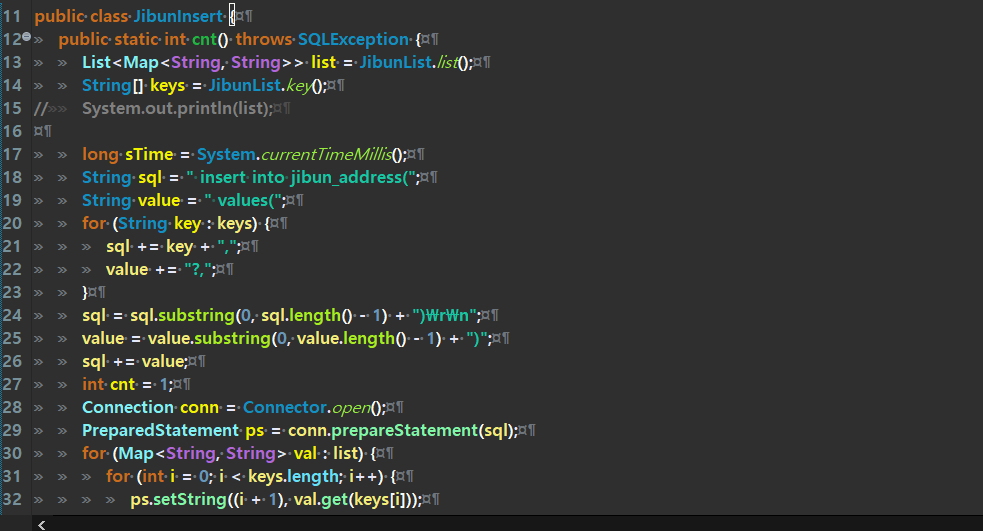 11 public class JibunInsert {¤¶
12 » public static int cnt() throws SQLException {¤¶
13 » » List<Map<String, String>> list = JibunList.list();¤¶
14 » » String[] keys = JibunList.key();¤¶
15 //»» System.out.println(list);¤¶
16 ¤¶
17 » » long sTime = System.currentTimeMillis();¤¶
18 » » String sql = " insert into jibun_address(";¤¶
19 » » String value = " values(";¤¶
20 » » for (String key : keys) {¤¶
21 » » » sql += key + ",";¤¶
22 » » » value += "?,";¤¶
23 » » }¤¶
24 » » sql = sql.substring(0, sql.length() - 1) + ")₩r₩n";¤¶
25 » » value = value.substring(0, value.length() - 1) + ")";¤¶
26 » » sql += value;¤¶
27 » » int cnt = 1;¤¶
28 » » Connection conn = Connector.open();¤¶
29 » » PreparedStatement ps = conn.prepareStatement(sql);¤¶
30 » » for (Map<String, String> val : list) {¤¶
31 » » » for (int i = 0; i < keys.length; i++) {¤¶
32 » » » » ps.setString((i + 1), val.get(keys[i]));¤¶